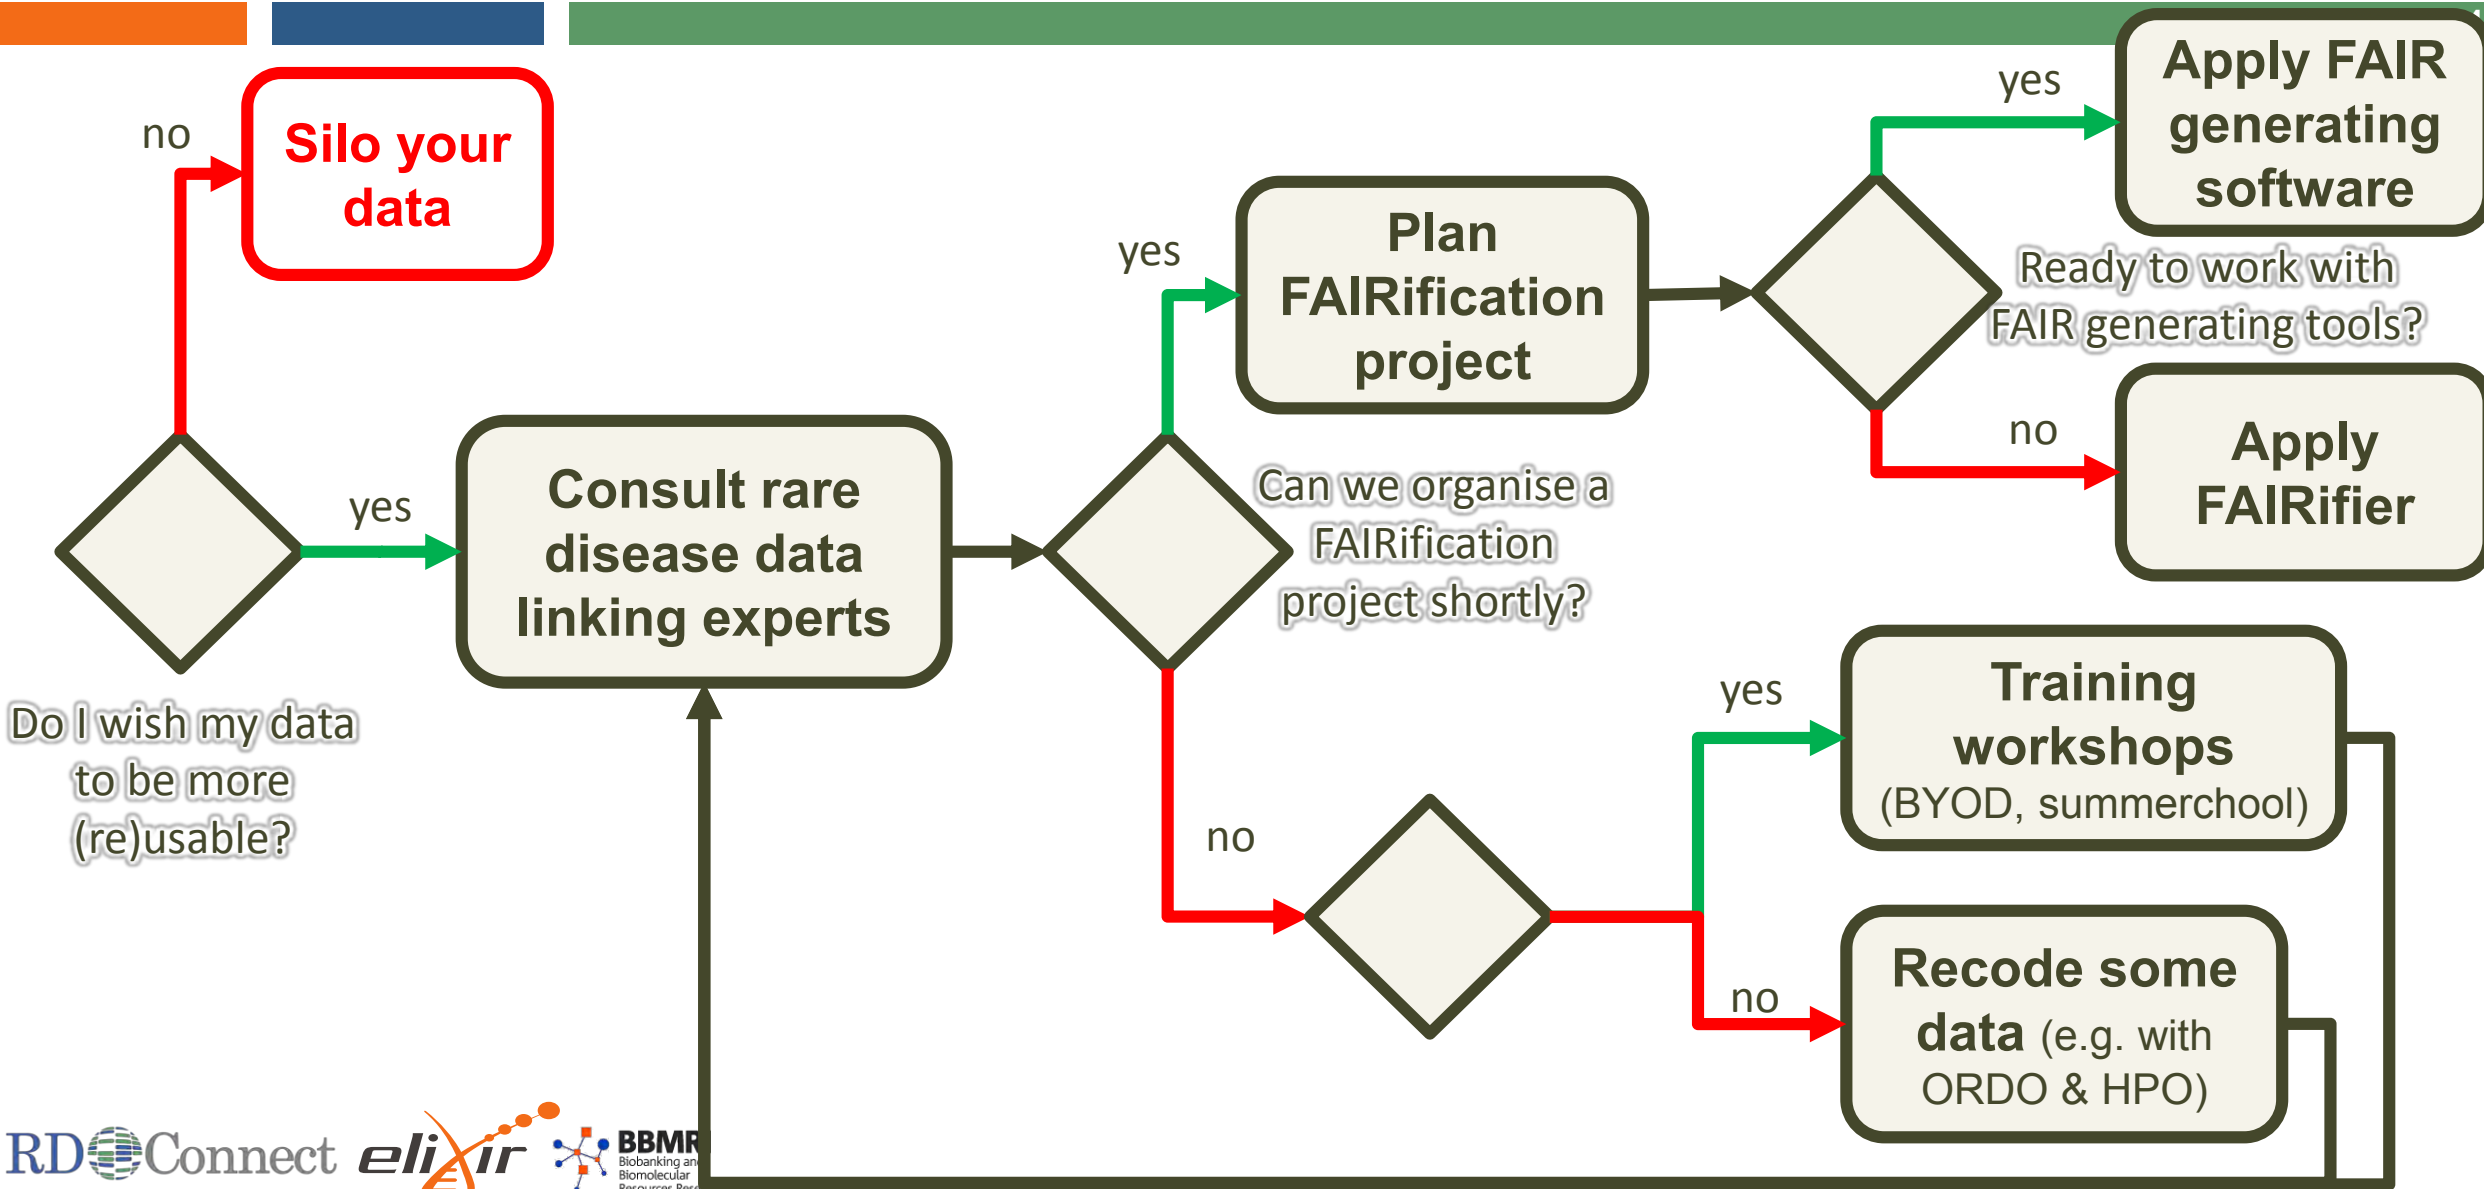 no
Silo your
data
yes
Do I wish my data
to be more
(re)usable?
Consult rare
disease data
linking experts
yes
Can we organise a
FAIRification
project shortly?
no
Plan
FAIRification
project
yes
Ready to work with
FAIR generating tools?
no
Apply FAIR
generating
software
Apply
FAIRifier
yes
Training
workshops
(BYOD, summerchool)
no
Recode some
data (e.g. with
ORDO & HPO)
RD Connect
elixir
BBMR
Biobanking an
Biomolecular